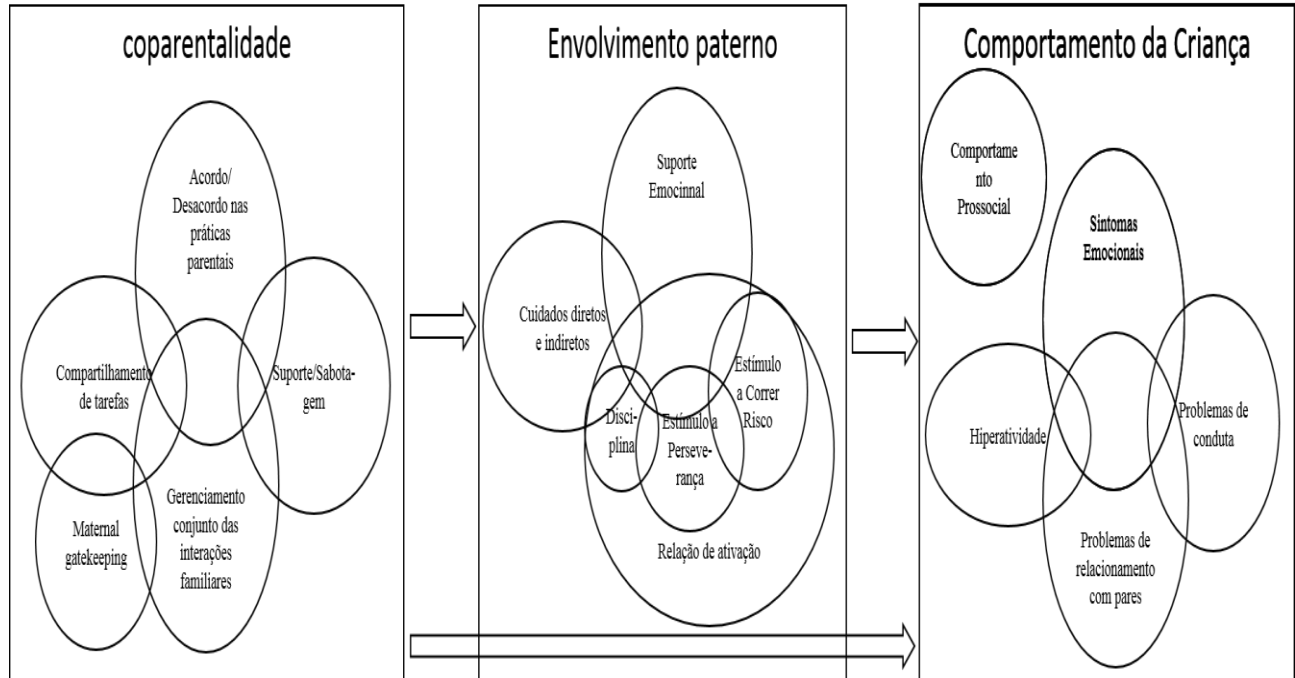 coparentalidade
Acordo/
Desacordo nas
práticas
parentais
Compartilhamento
de tarefas
Suporte/Sabota-
gem
Maternal
gatekeeping
Gerenciamento
conjunto das
interações
familiares
Envolvimento paterno
Suporte
Emocinnal
Cuidados diretos
e indiretos
Disci-
plina
Estímulo a
Perseve-
rança
Estímulo
a Correr
Risco
Relação de ativação
Comportamento da Criança
Comportame
nto
Prossocial
Sintomas
Emocionais
Hiperatividade
Problemas de
conduta
Problemas de
relacionamento
com pares